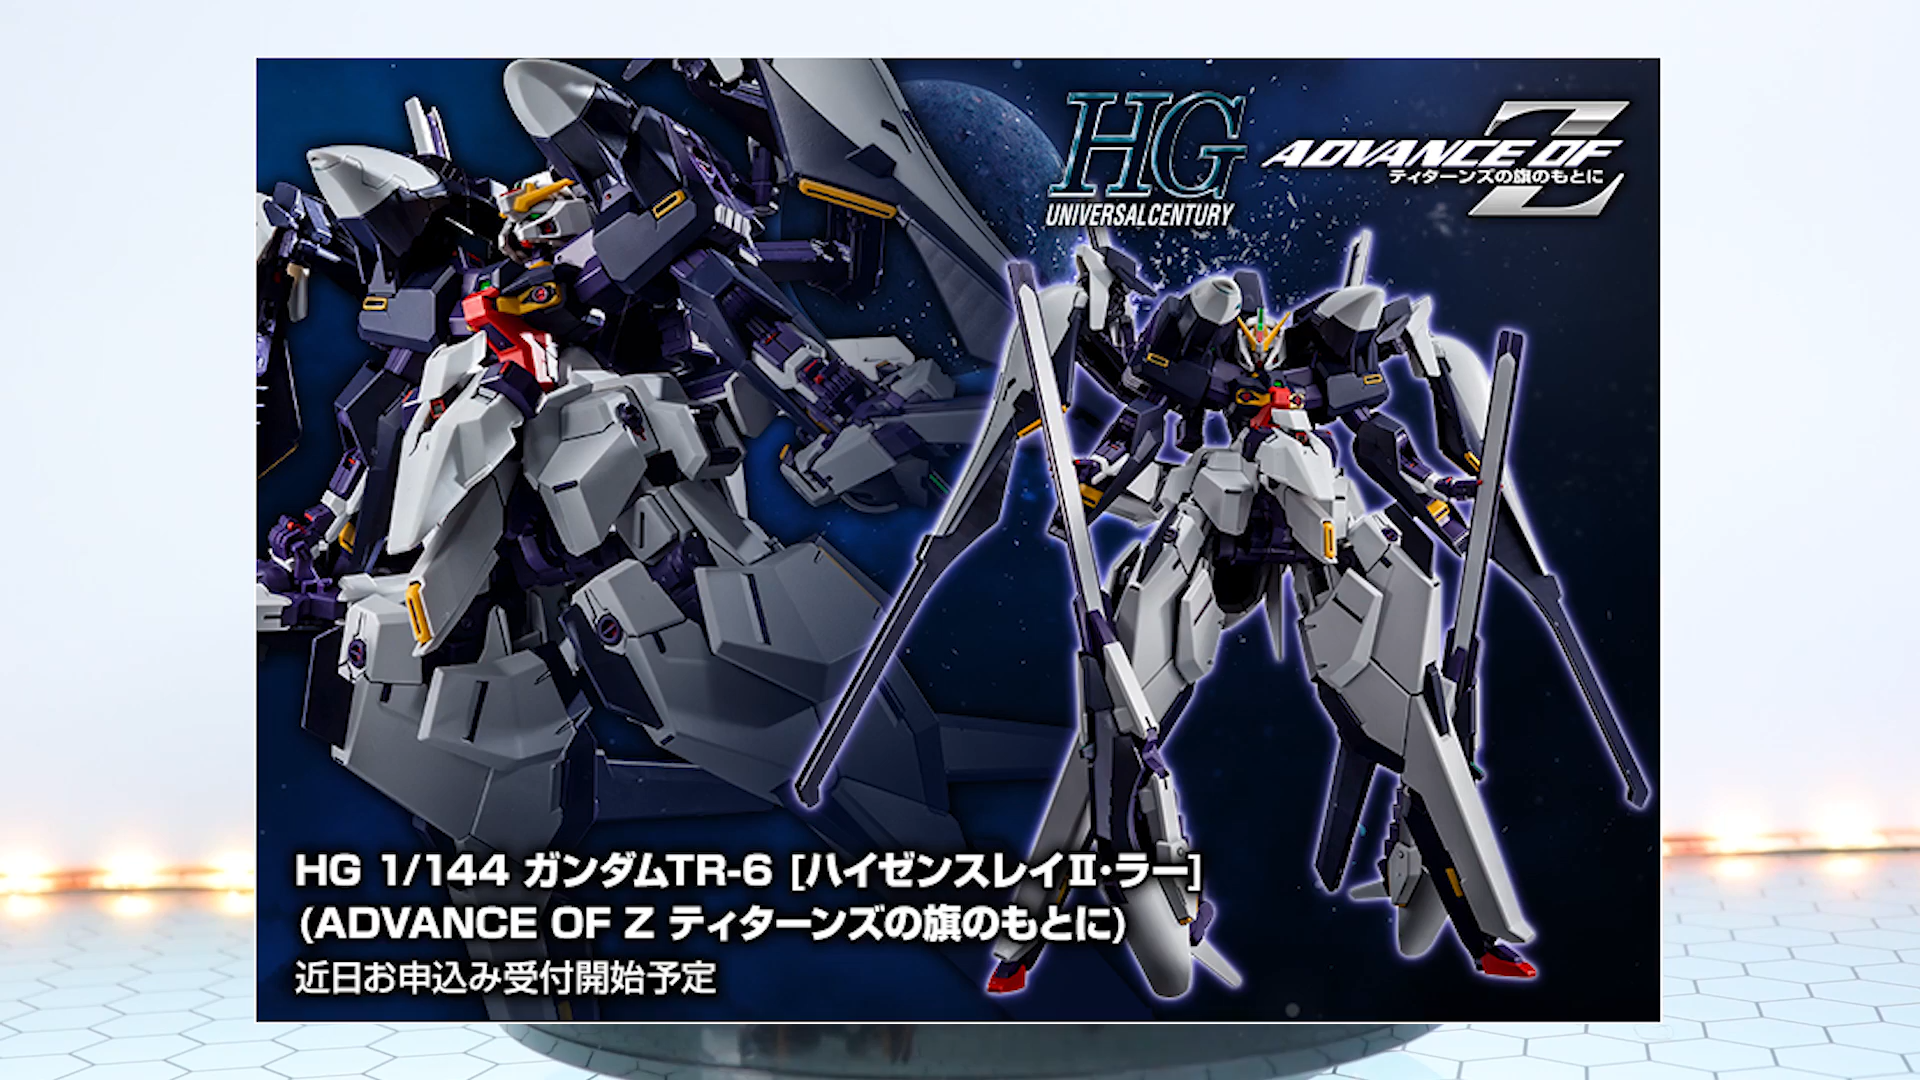 HG
UNIVERSAL CENTURY
ADVANCE OF Z
ティターンズの旗のもとに
HG 1/144 ガンダムTR-6 [ハイゼンスレイⅡ・ラー]
(ADVANCE OF Z ティターンズの旗のもとに)
近日お申込み受付開始予定